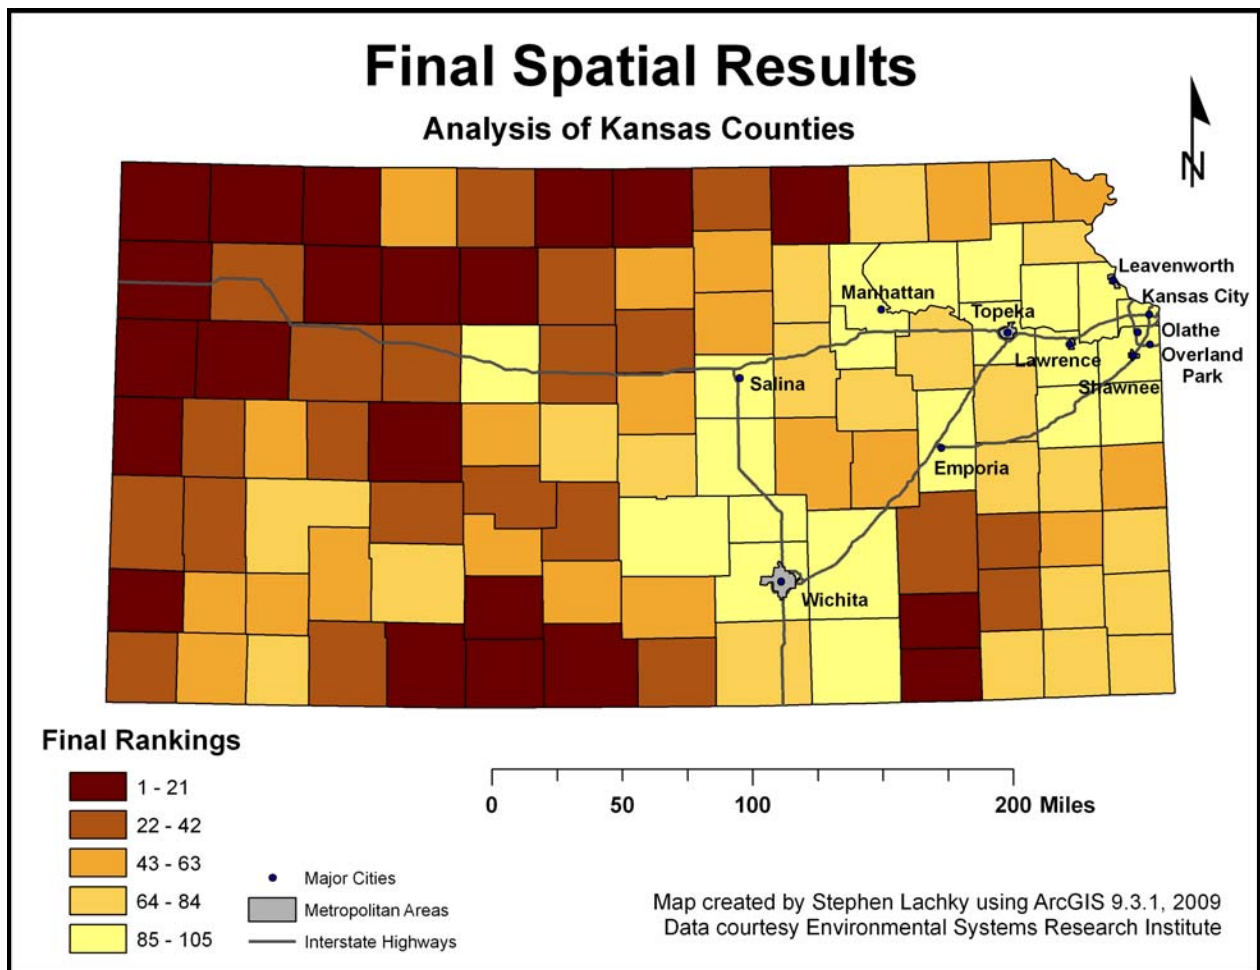 Final Spatial Results
Analysis of Kansas Counties
N
Leavenworth
Manhattan
Kansas City
Topeka
Olathe
Lawrence
Overland
Park
Shawnee
Salina
Emporia
Wichita
Final Rankings
1 - 21
22 - 42
43 - 63
64 - 84
85 - 105
0 50 100 200 Miles
Major Cities
Metropolitan Areas
Interstate Highways
Map created by Stephen Lachky using ArcGIS 9.3.1, 2009
Data courtesy Environmental Systems Research Institute